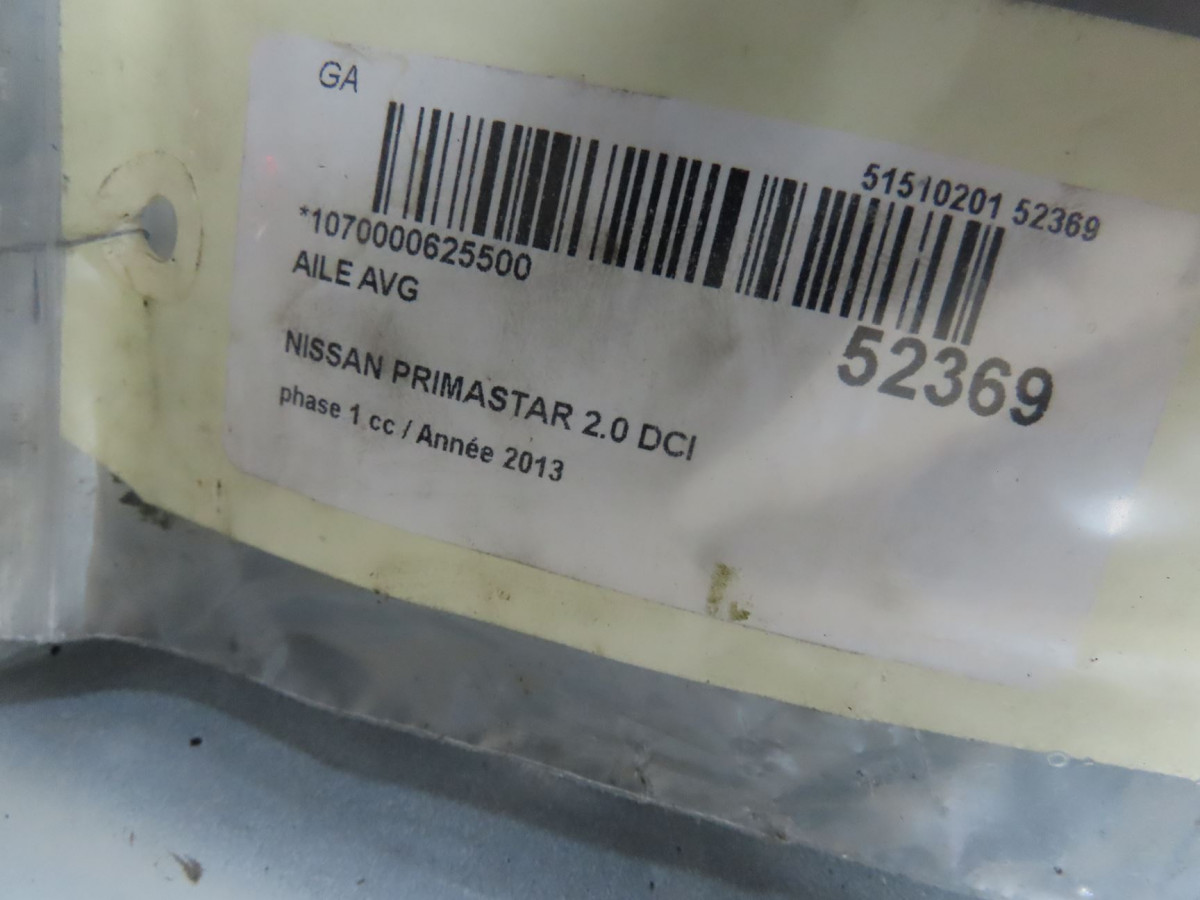 GA
51510201 52369
*1070000625500
AILE AVG
52369
NISSAN PRIMASTAR 2.0 DCI
phase 1 cc / Année 2013